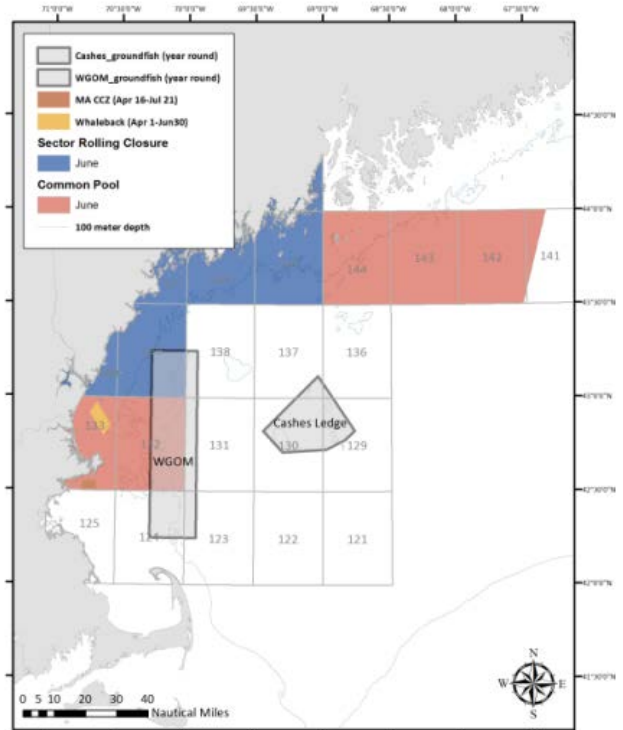 71°0'0"W 70°30'0"W 70°0'0"W 69°30'0"W 69°0'0"W 68°30'0"W 68°0'0"W 67°30'0"W
Cashes_groundfish (year round)
WGOM_groundfish (year round)
MA CCZ (Apr 16-Jul 21)
Whaleback (Apr 1-Jun30)
Sector Rolling Closure
June
Common Pool
June
100 meter depth
44°30'0"N
44°0'0"N
43°30'0"N
43°0'0"N
42°30'0"N
42°0'0"N
41°30'0"N
144 143 142 141
138 137 136
133 132 131 130 129
Cashes Ledge
WGOM
125 124 123 122 121
N
W E
S
0 5 10 20 30 40
Nautical Miles